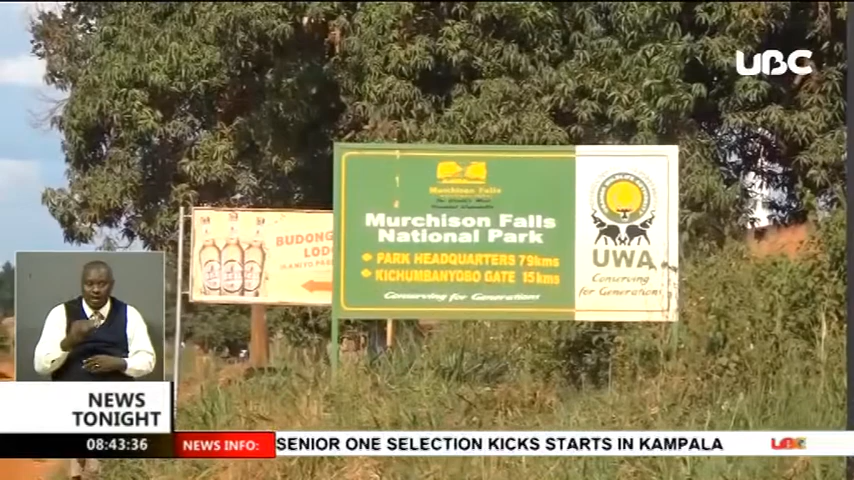 UBC
MURCHISON FALLS
Murchison Falls
National Park
PARK HEADQUARTERS 79kms
KICHUMBANYOBO GATE 15kms
Conserving for Generations
UWA
Conserving
for Generations
BUDONG
LOD
NEWS
TONIGHT
08:43:36
NEWS INFO
SENIOR ONE SELECTION KICKS STARTS IN KAMPALA
UBC